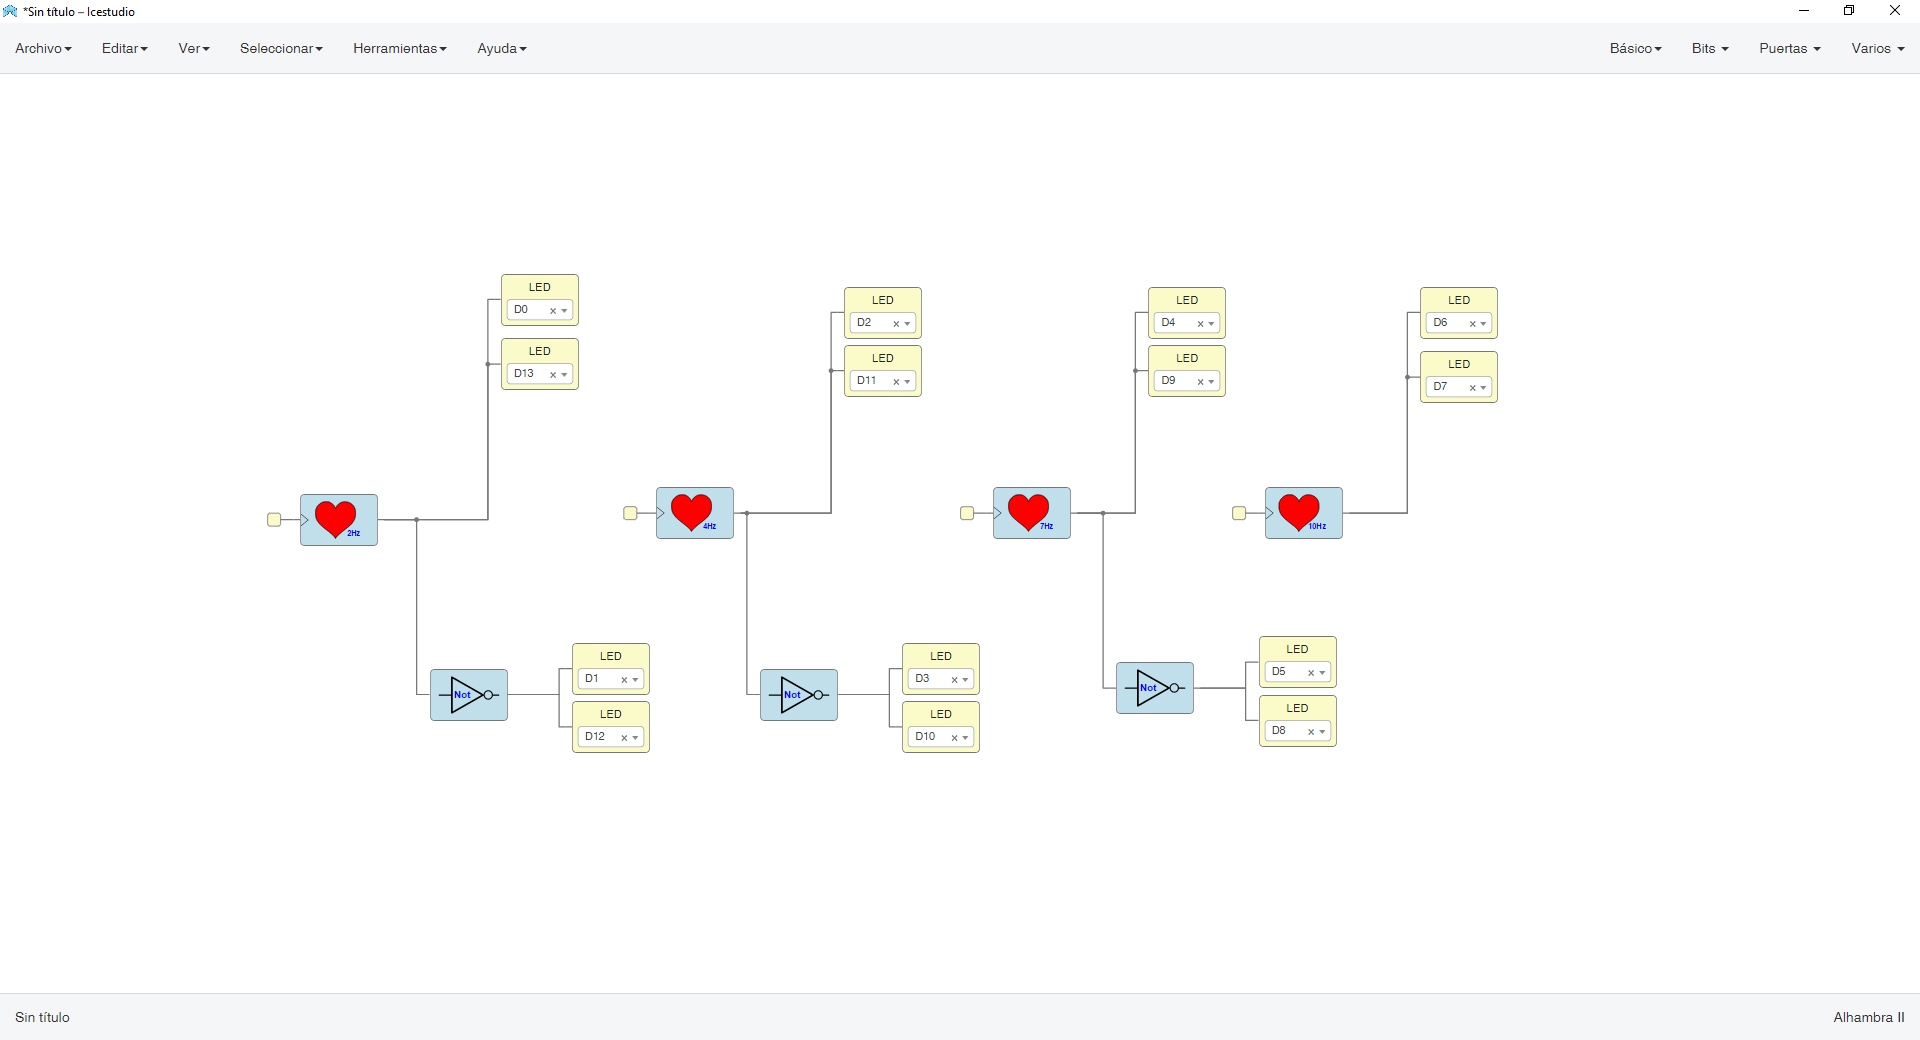 *Sin título – Icestudio
Archivo Editar Ver Seleccionar Herramientas Ayuda Básico Bits Puertas Varios
LED
D0
LED
D13
LED
D2
LED
D11
LED
D4
LED
D9
LED
D6
LED
D7
2Hz
4Hz
7Hz
10Hz
Not
LED
D1
LED
D12
Not
LED
D3
LED
D10
Not
LED
D5
LED
D8
Sin título
Alhambra II